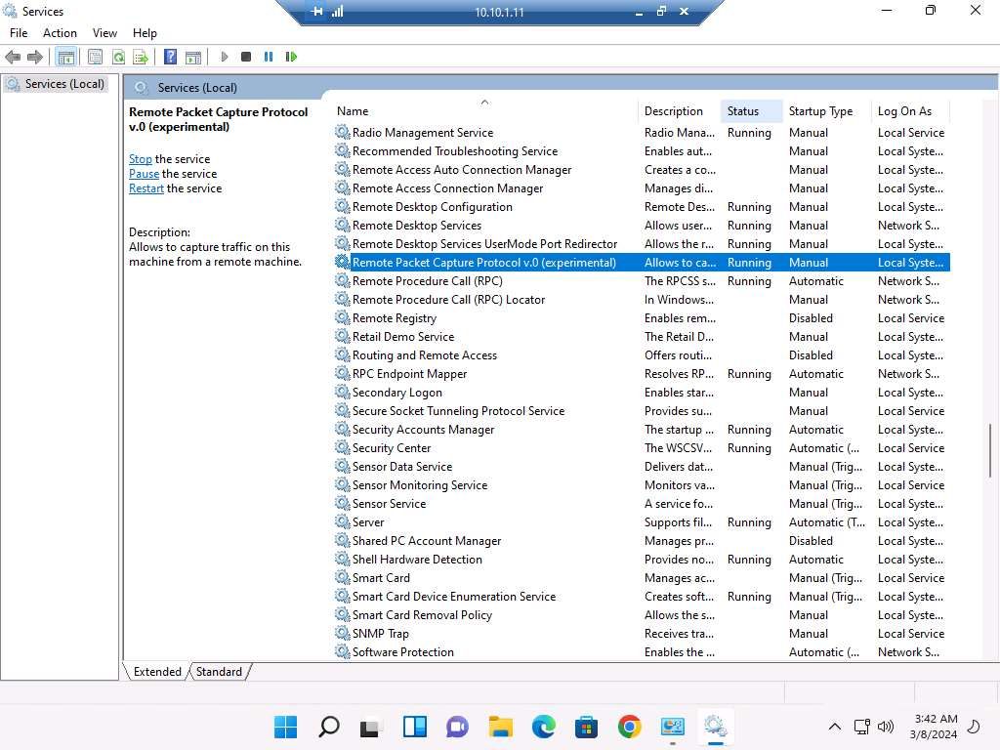 Services
10.10.1.11
File Action View Help
Services (Local)
Services (Local)
Remote Packet Capture Protocol
v.0 (experimental)
Stop the service
Pause the service
Restart the service
Description:
Allows to capture traffic on this
machine from a remote machine.
Name Description Status Startup Type Log On As
Radio Management Service Radio Mana... Running Manual Local Service
Recommended Troubleshooting Service Enables aut... Manual Local Syste...
Remote Access Auto Connection Manager Creates a co... Manual Local Syste...
Remote Access Connection Manager Manages di... Manual Local Syste...
Remote Desktop Configuration Remote Des... Running Manual Local Syste...
Remote Desktop Services Allows user... Running Manual Network S...
Remote Desktop Services UserMode Port Redirector Allows the r... Running Manual Local Syste...
Remote Packet Capture Protocol v.0 (experimental) Allows to ca... Running Manual Local Syste...
Remote Procedure Call (RPC) The RPCSS s... Running Automatic Network S...
Remote Procedure Call (RPC) Locator In Windows... Manual Network S...
Remote Registry Enables rem... Disabled Local Service
Retail Demo Service The Retail D... Manual Local Syste...
Routing and Remote Access Offers routi... Disabled Local Syste...
RPC Endpoint Mapper Resolves RP... Running Automatic Network S...
Secondary Logon Enables star... Manual Local Syste...
Secure Socket Tunneling Protocol Service Provides su... Manual Local Service
Security Accounts Manager The startup ... Running Automatic Local Syste...
Security Center The WSCSV... Running Automatic (... Local Service
Sensor Data Service Delivers dat... Manual (Trig... Local Syste...
Sensor Monitoring Service Monitors va... Manual (Trig... Local Service
Sensor Service A service fo... Manual (Trig... Local Syste...
Server Supports fil... Running Automatic (T... Local Syste...
Shared PC Account Manager Manages pr... Disabled Local Syste...
Shell Hardware Detection Provides no... Running Automatic Local Syste...
Smart Card Manages ac... Manual (Trig... Local Service
Smart Card Device Enumeration Service Creates soft... Running Manual (Trig... Local Syste...
Smart Card Removal Policy Allows the s... Manual Local Syste...
SNMP Trap Receives tra... Manual Local Service
Software Protection Enables the ... Automatic (... Network S...
Extended Standard
3:42 AM
3/8/2024